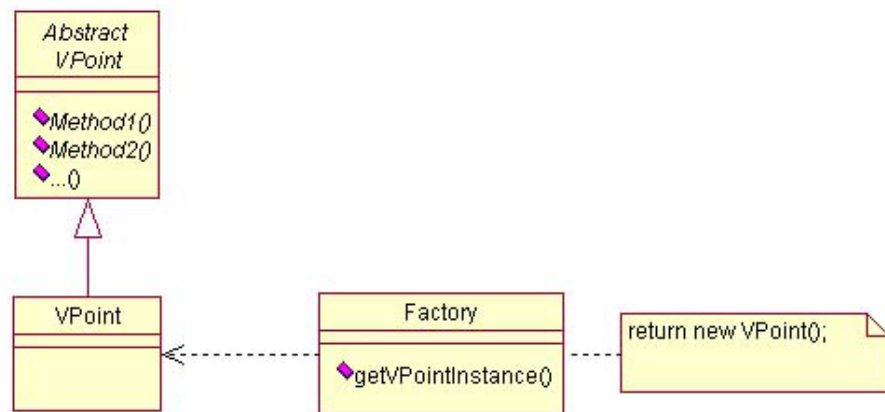 Abstract
VPoint
Method1()
Method2()
...()
VPoint
Factory
getVPointInstance()
return new VPoint();